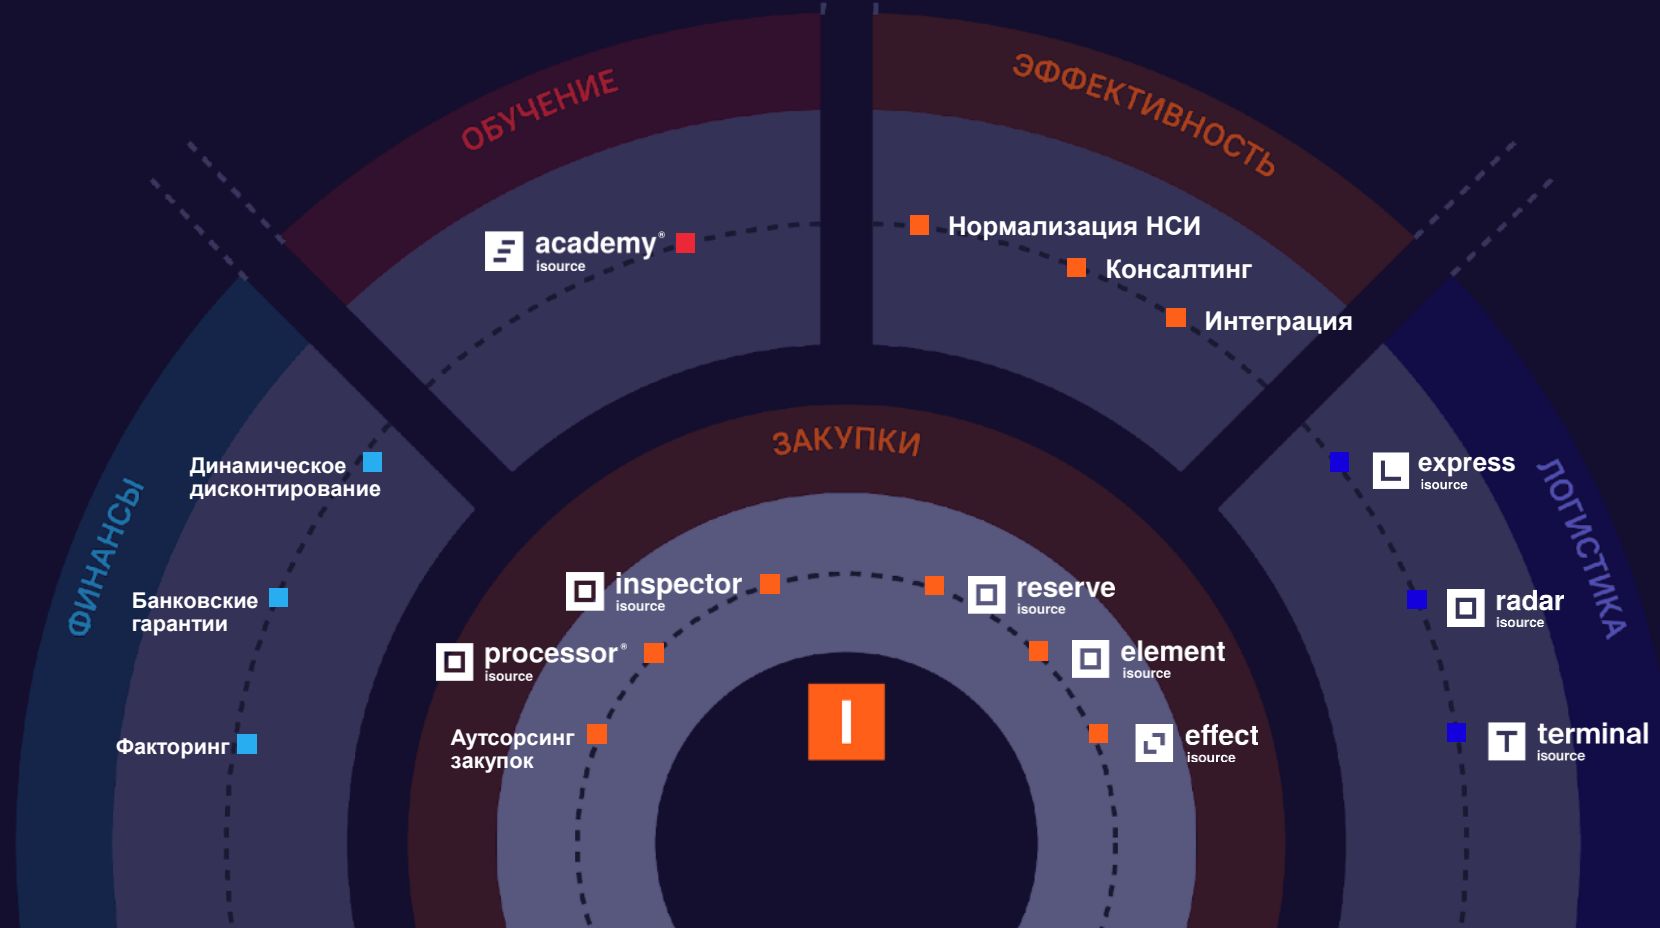 ОБУЧЕНИЕ
ЭФФЕКТИВНОСТЬ
academy®
isource
Нормализация НСИ
Консалтинг
Интеграция
ФИНАНСЫ
Динамическое
дисконтирование
Банковские
гарантии
Факторинг
ЗАКУПКИ
inspector
isource
processor®
isource
Аутсорсинг
закупок
reserve
isource
element
isource
effect
isource
ЛОГИСТИКА
L
express
isource
radar
isource
T
terminal
isource
I